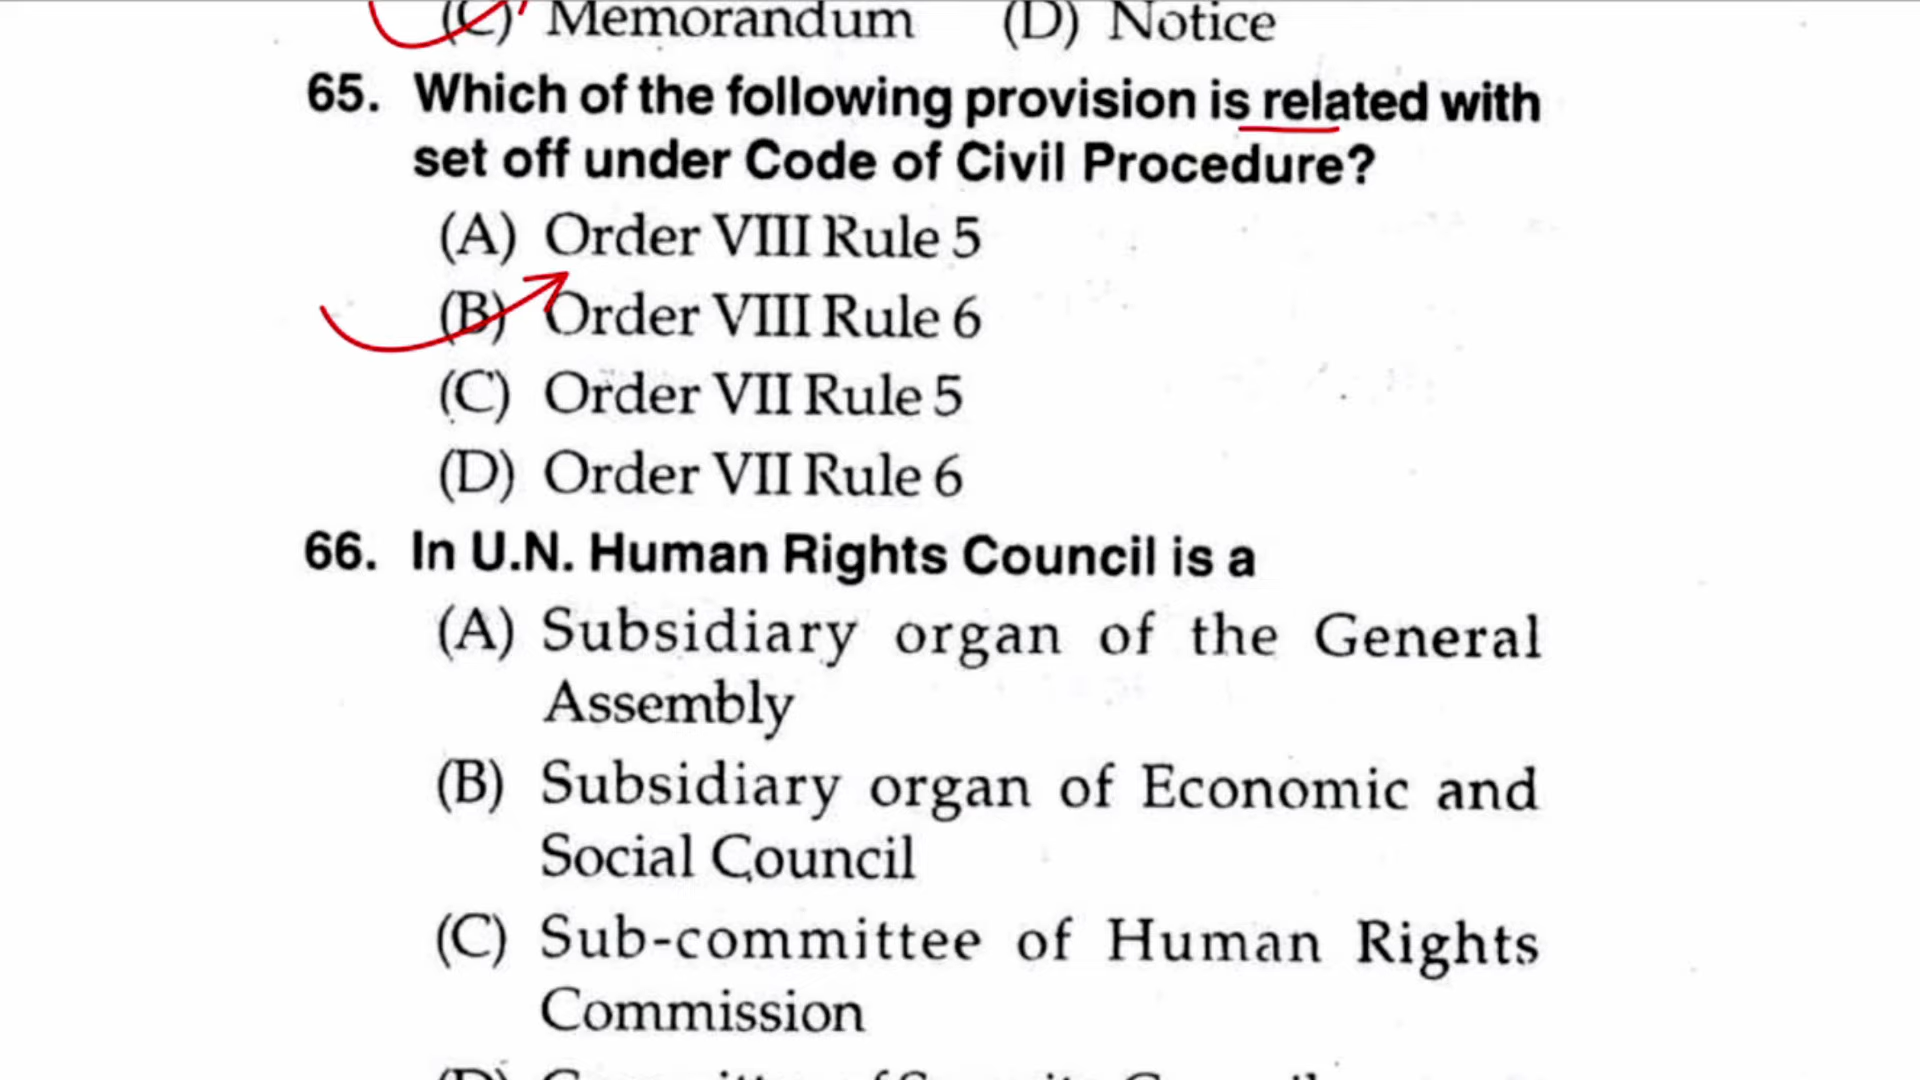 (C) Memorandum (D) Notice
65. Which of the following provision is related with
set off under Code of Civil Procedure?
(A) Order VIII Rule 5
(B) Order VIII Rule 6
(C) Order VII Rule 5
(D) Order VII Rule 6
66. In U.N. Human Rights Council is a
(A) Subsidiary organ of the General
Assembly
(B) Subsidiary organ of Economic and
Social Council
(C) Sub-committee of Human Rights
Commission